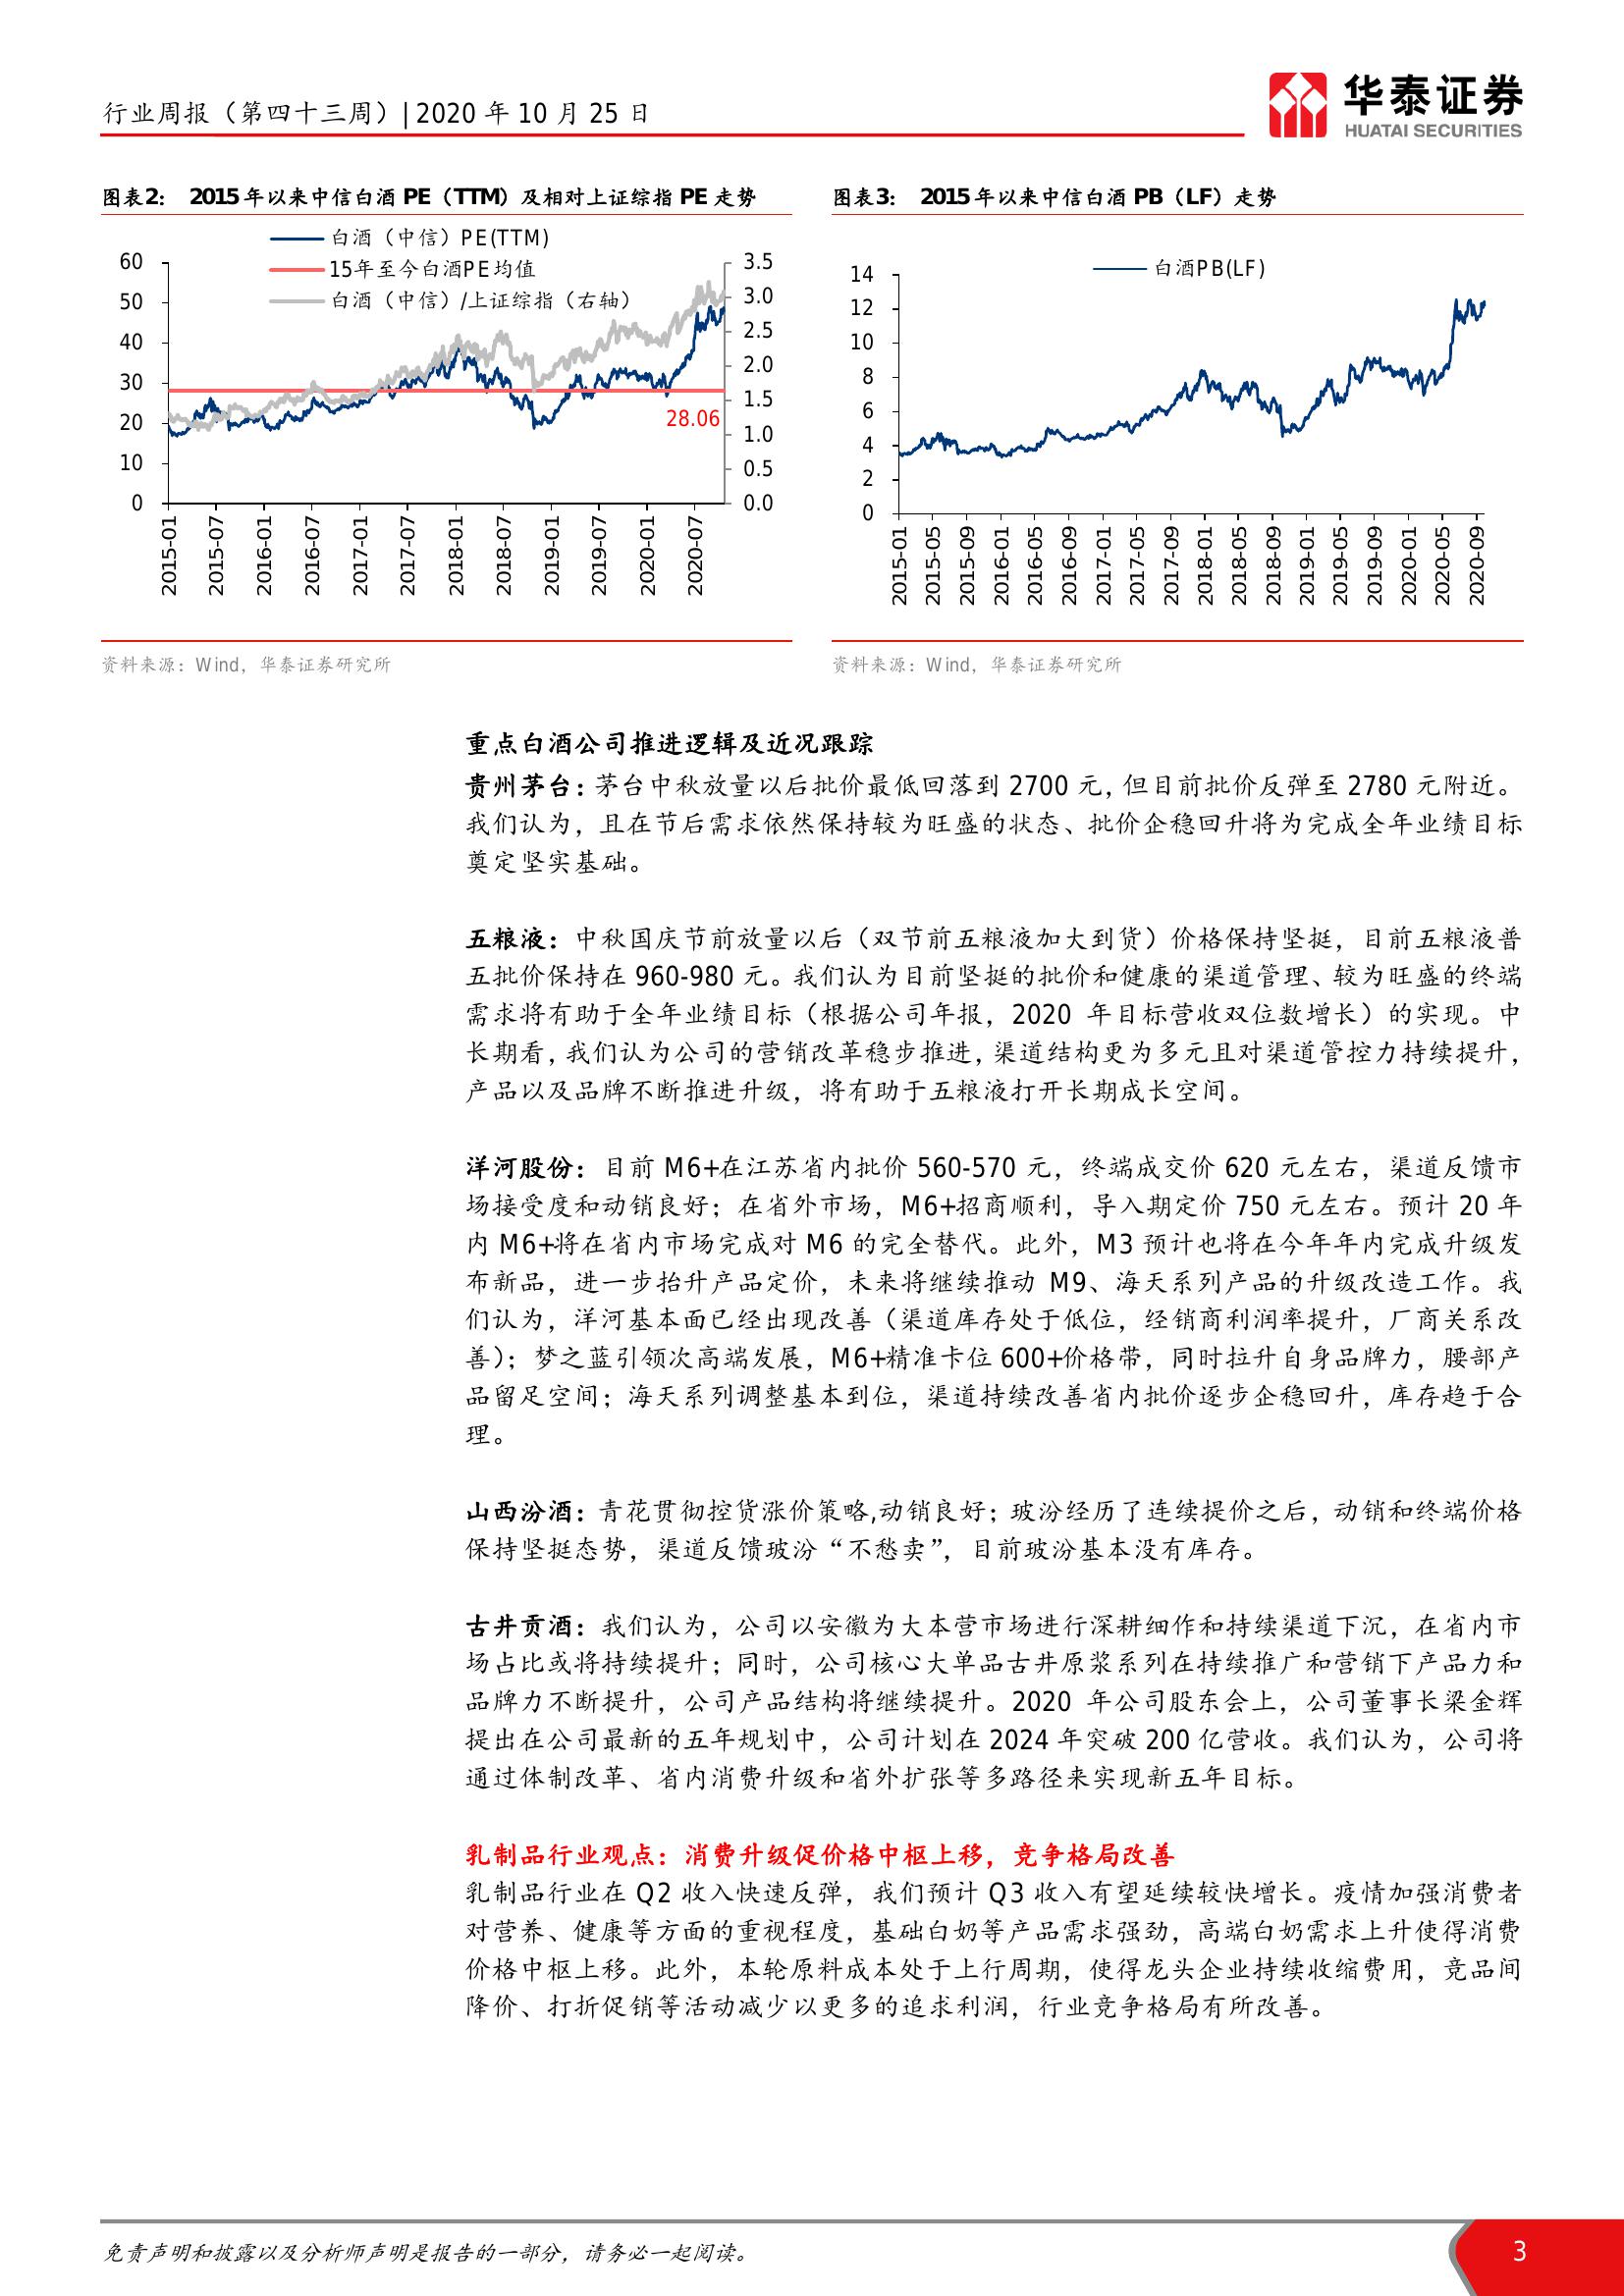 行业周报（第四十三周）| 2020 年 10 月 25 日
华泰证券
HUATAI SECURITIES
图表2： 2015 年以来中信白酒 PE（TTM）及相对上证综指 PE 走势
白酒（中信）PE(TTM)
15年至今白酒PE均值
白酒（中信）/上证综指（右轴）
60
50
40
30
20
10
0
3.5
3.0
2.5
2.0
1.5
1.0
0.5
0.0
28.06
2015-01
2015-07
2016-01
2016-07
2017-01
2017-07
2018-01
2018-07
2019-01
2019-07
2020-01
2020-07
资料来源：Wind，华泰证券研究所
图表3： 2015 年以来中信白酒 PB（LF）走势
白酒PB(LF)
14
12
10
8
6
4
2
0
2015-01
2015-05
2015-09
2016-01
2016-05
2016-09
2017-01
2017-05
2017-09
2018-01
2018-05
2018-09
2019-01
2019-05
2019-09
2020-01
2020-05
2020-09
资料来源：Wind，华泰证券研究所
重点白酒公司推进逻辑及近况跟踪
贵州茅台：茅台中秋放量以后批价最低回落到 2700 元，但目前批价反弹至 2780 元附近。
我们认为，且在节后需求依然保持较为旺盛的状态、批价企稳回升将为完成全年业绩目标
奠定坚实基础。
五粮液：中秋国庆节前放量以后（双节前五粮液加大到货）价格保持坚挺，目前五粮液普
五批价保持在 960-980 元。我们认为目前坚挺的批价和健康的渠道管理、较为旺盛的终端
需求将有助于全年业绩目标（根据公司年报，2020 年目标营收双位数增长）的实现。中
长期看，我们认为公司的营销改革稳步推进，渠道结构更为多元且对渠道管控力持续提升，
产品以及品牌不断推进升级，将有助于五粮液打开长期成长空间。
洋河股份：目前 M6+在江苏省内批价 560-570 元，终端成交价 620 元左右，渠道反馈市
场接受度和动销良好；在省外市场，M6+招商顺利，导入期定价 750 元左右。预计 20 年
内 M6+将在省内市场完成对 M6 的完全替代。此外，M3 预计也将在今年年内完成升级发
布新品，进一步抬升产品定价，未来将继续推动 M9、海天系列产品的升级改造工作。我
们认为，洋河基本面已经出现改善（渠道库存处于低位，经销商利润率提升，厂商关系改
善）；梦之蓝引领次高端发展，M6+精准卡位 600+价格带，同时拉升自身品牌力，腰部产
品留足空间；海天系列调整基本到位，渠道持续改善省内批价逐步企稳回升，库存趋于合
理。
山西汾酒：青花贯彻控货涨价策略,动销良好；玻汾经历了连续提价之后，动销和终端价格
保持坚挺态势，渠道反馈玻汾“不愁卖”，目前玻汾基本没有库存。
古井贡酒：我们认为，公司以安徽为大本营市场进行深耕细作和持续渠道下沉，在省内市
场占比或将持续提升；同时，公司核心大单品古井原浆系列在持续推广和营销下产品力和
品牌力不断提升，公司产品结构将继续提升。2020 年公司股东会上，公司董事长梁金辉
提出在公司最新的五年规划中，公司计划在 2024 年突破 200 亿营收。我们认为，公司将
通过体制改革、省内消费升级和省外扩张等多路径来实现新五年目标。
乳制品行业观点：消费升级促价格中枢上移，竞争格局改善
乳制品行业在 Q2 收入快速反弹，我们预计 Q3 收入有望延续较快增长。疫情加强消费者
对营养、健康等方面的重视程度，基础白奶等产品需求强劲，高端白奶需求上升使得消费
价格中枢上移。此外，本轮原料成本处于上行周期，使得龙头企业持续收缩费用，竞品间
降价、打折促销等活动减少以更多的追求利润，行业竞争格局有所改善。
免责声明和披露以及分析师声明是报告的一部分，请务必一起阅读。
3